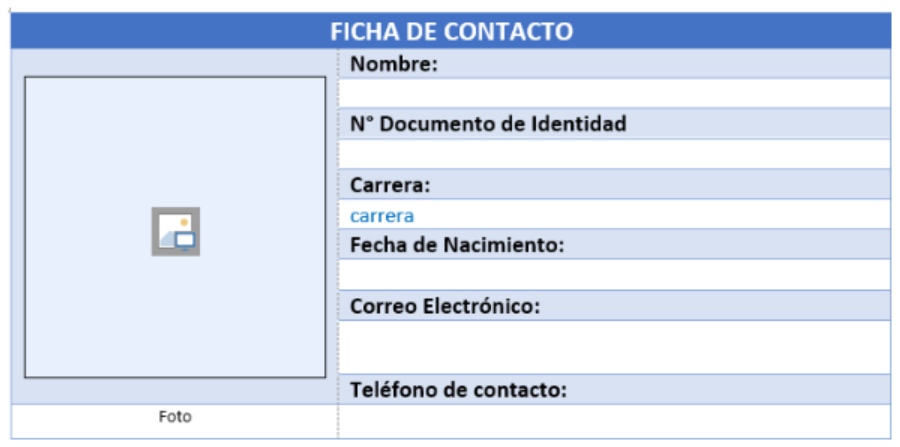 FICHA DE CONTACTO
Nombre:
N° Documento de Identidad
Carrera:
carrera
Fecha de Nacimiento:
Correo Electrónico:
Teléfono de contacto:
Foto